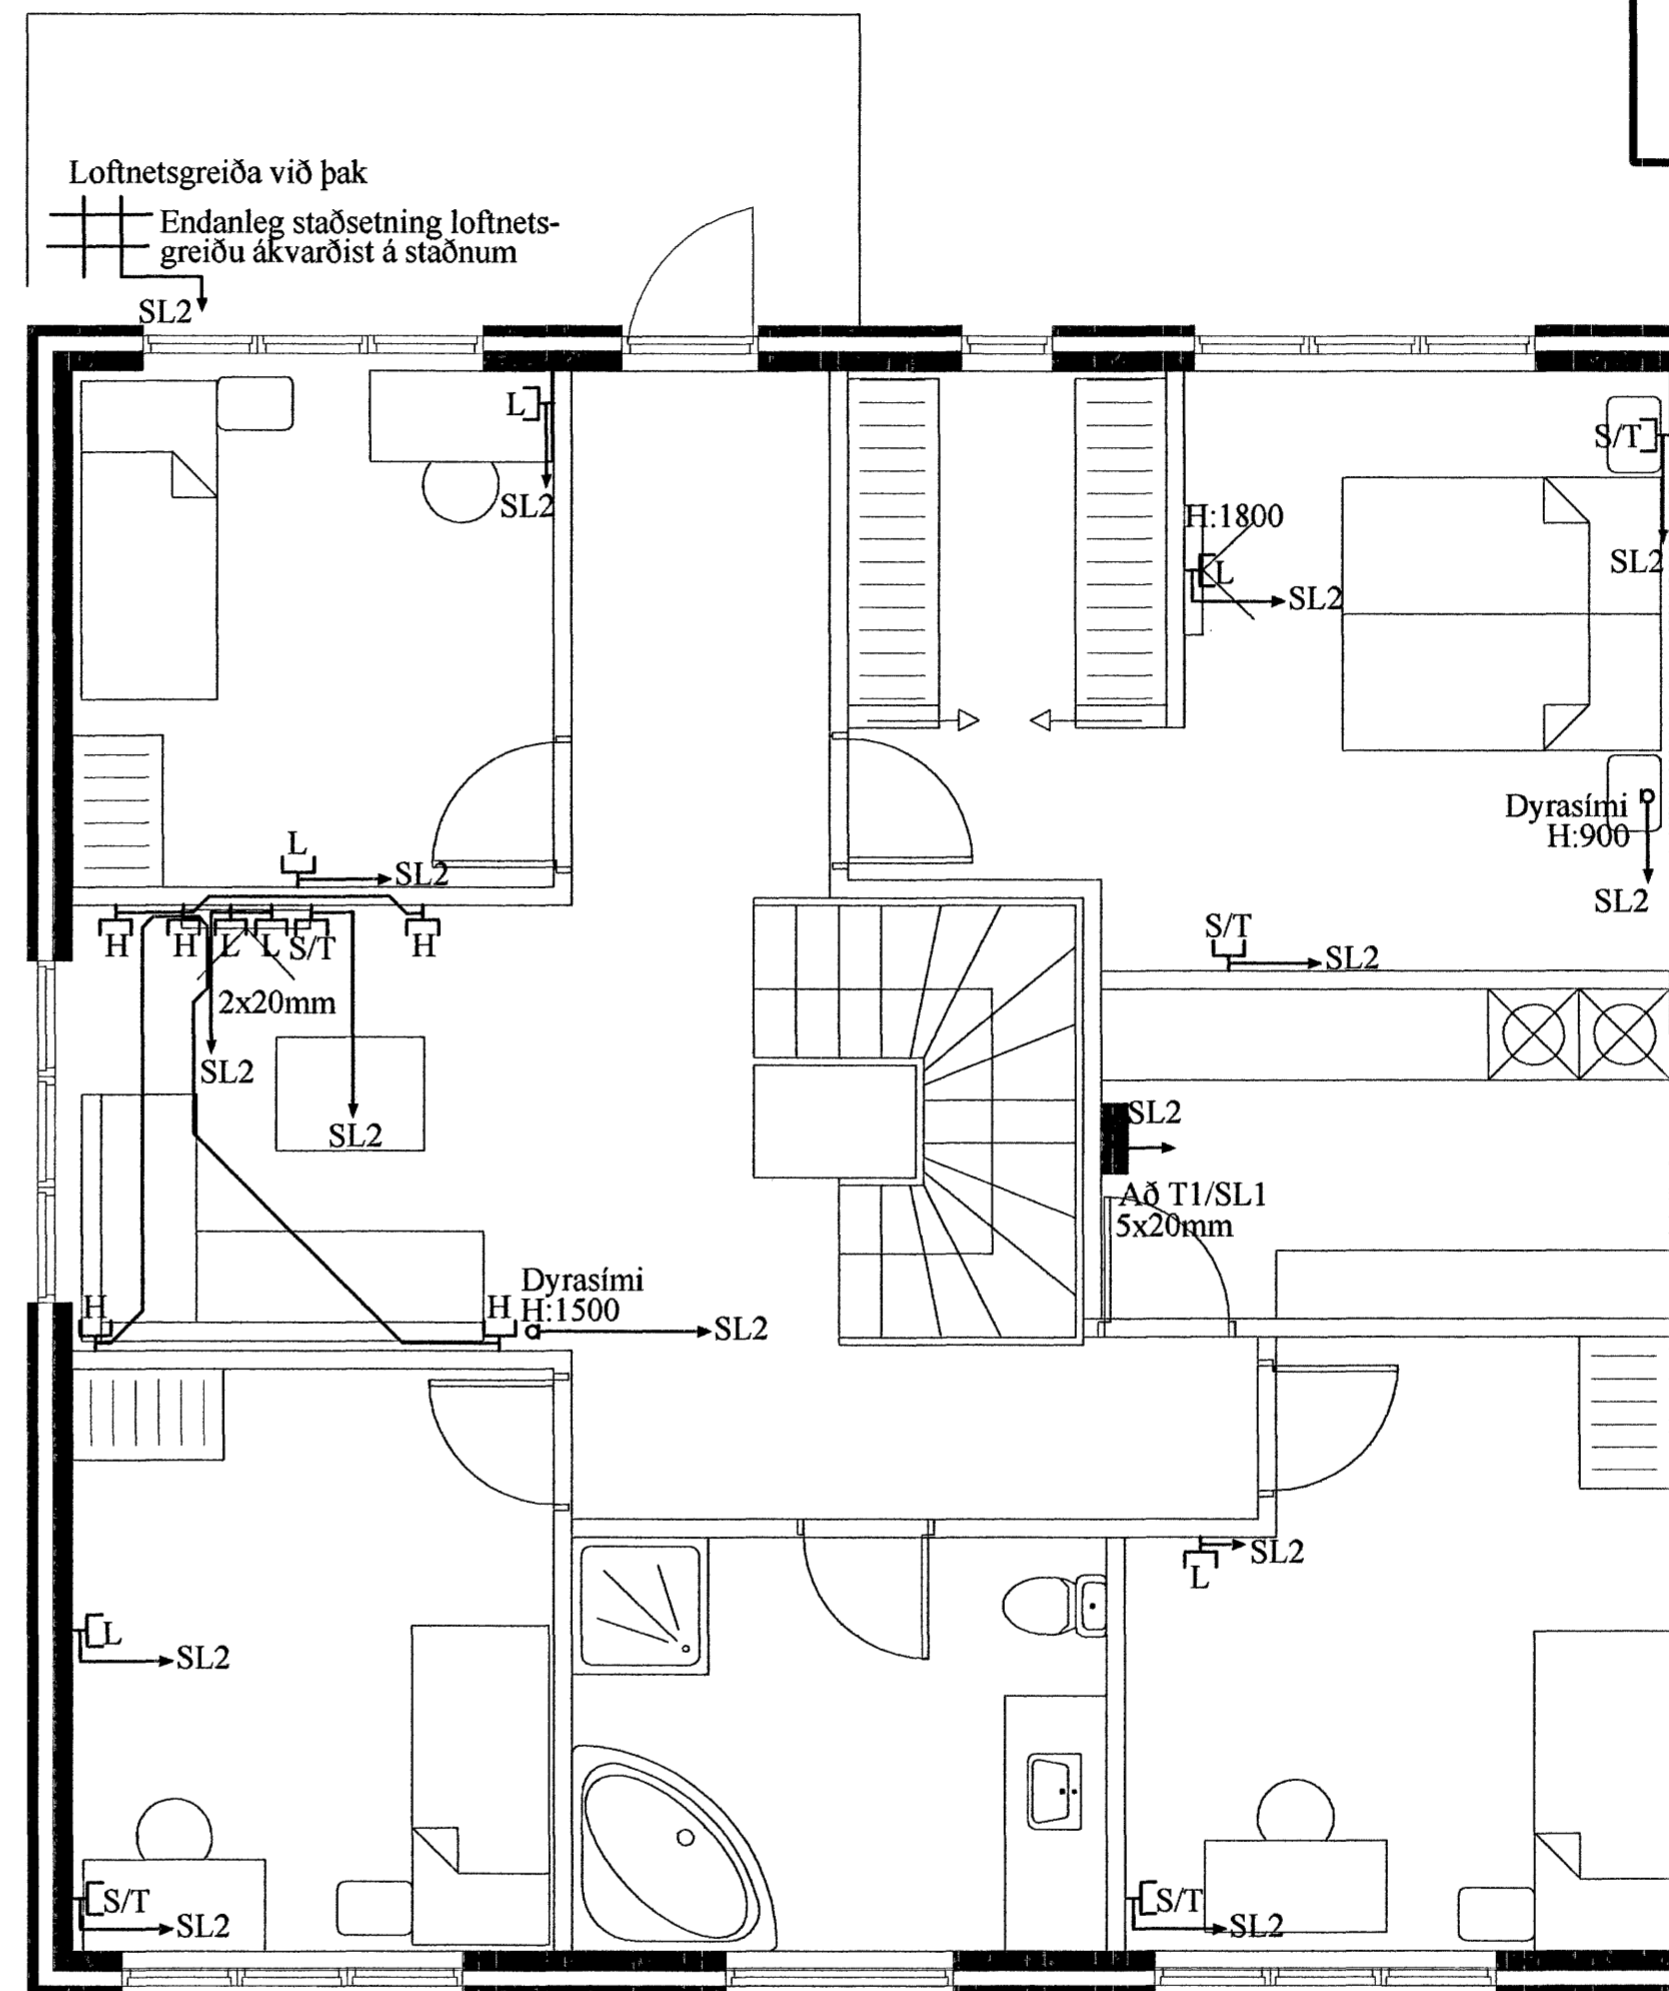 Loftnetsgreiða við þak
Endanleg staðsetning loftnets-
greiðu ákvarðist á staðnum
SL2
L
SL2
S/T
SL2
H:1800
L
SL2
Dyrasími
H:900
SL2
L
SL2
H
H
L
L
S/T
H
2x20mm
SL2
SL2
S/T
SL2
SL2
Að T1/SL1
5x20mm
H
H
Dyrasími
H:1500
SL2
L
SL2
L
SL2
S/T
SL2
S/T
SL2